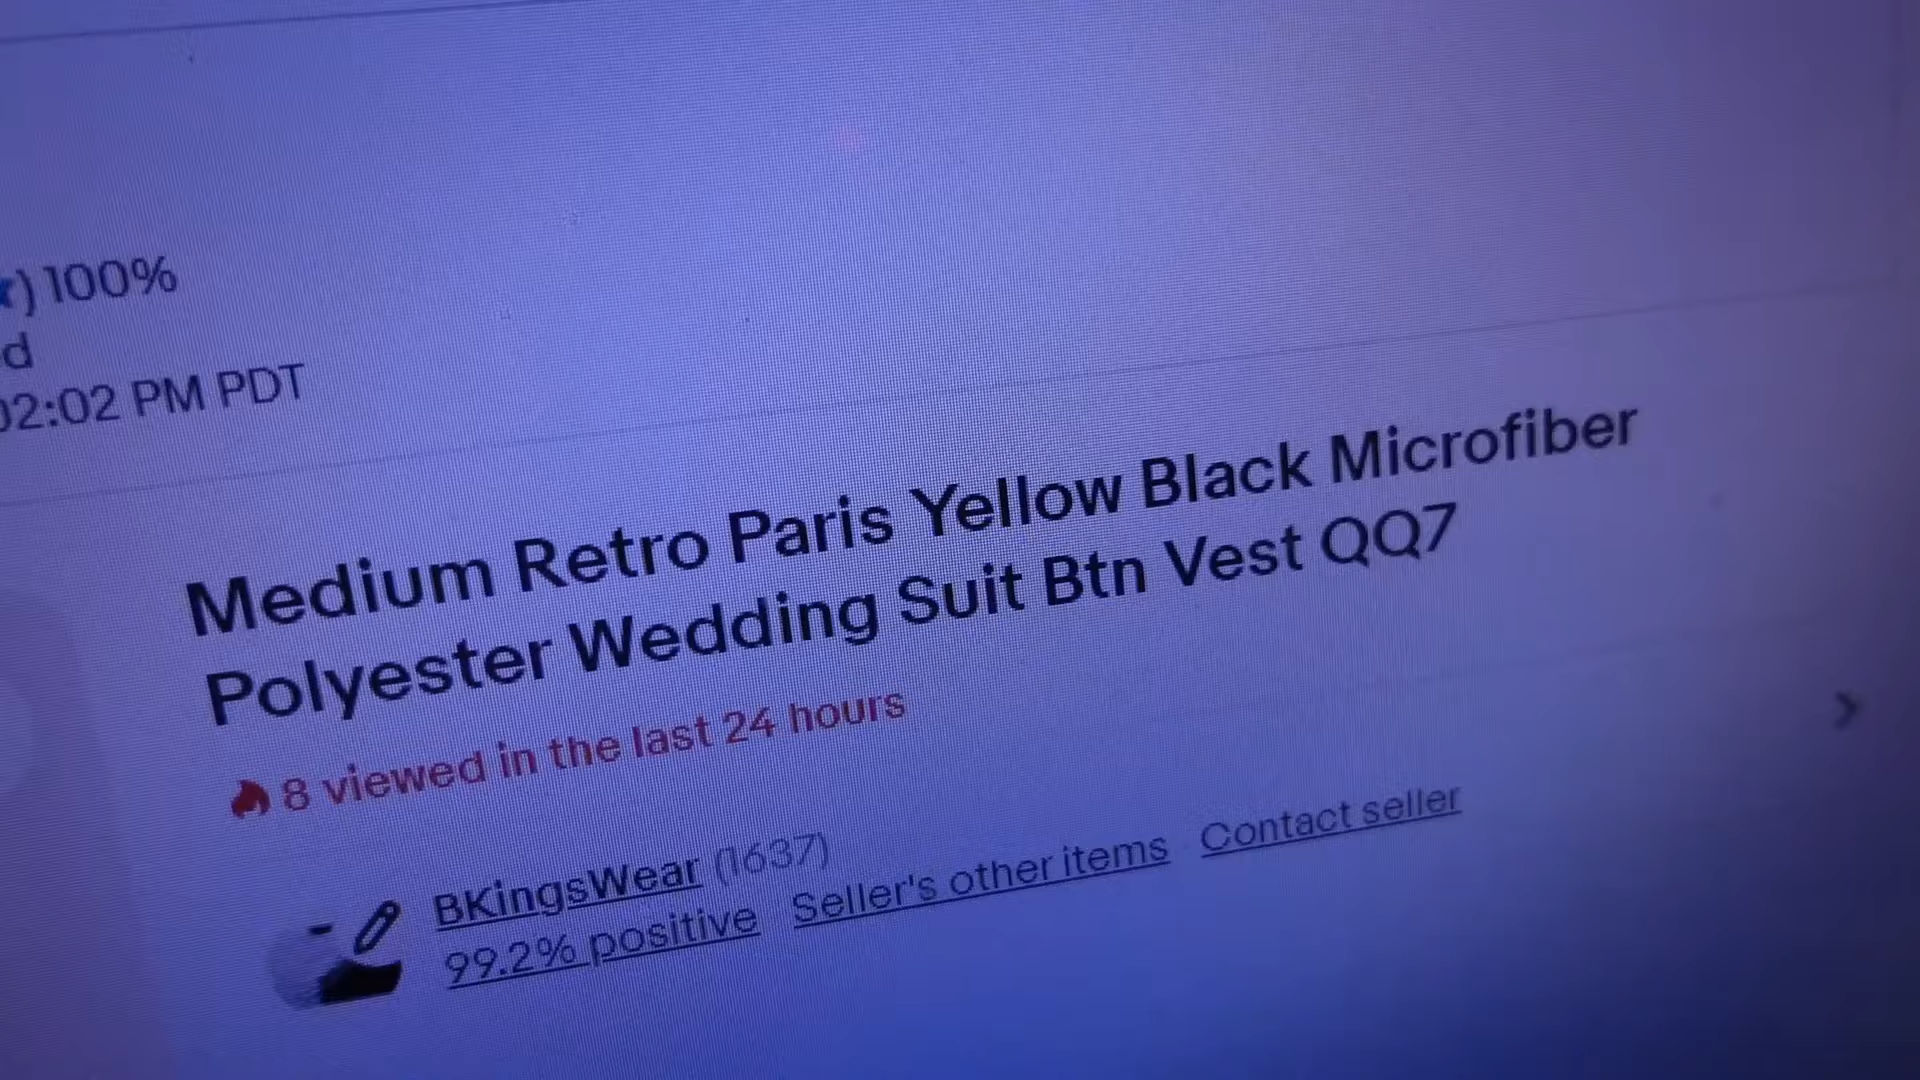 ) 100%
d
02:02 PM PDT
Medium Retro Paris Yellow Black Microfiber
Polyester Wedding Suit Btn Vest QQ7
8 viewed in the last 24 hours
BKingsWear (1637)
99.2% positive Seller's other items Contact seller